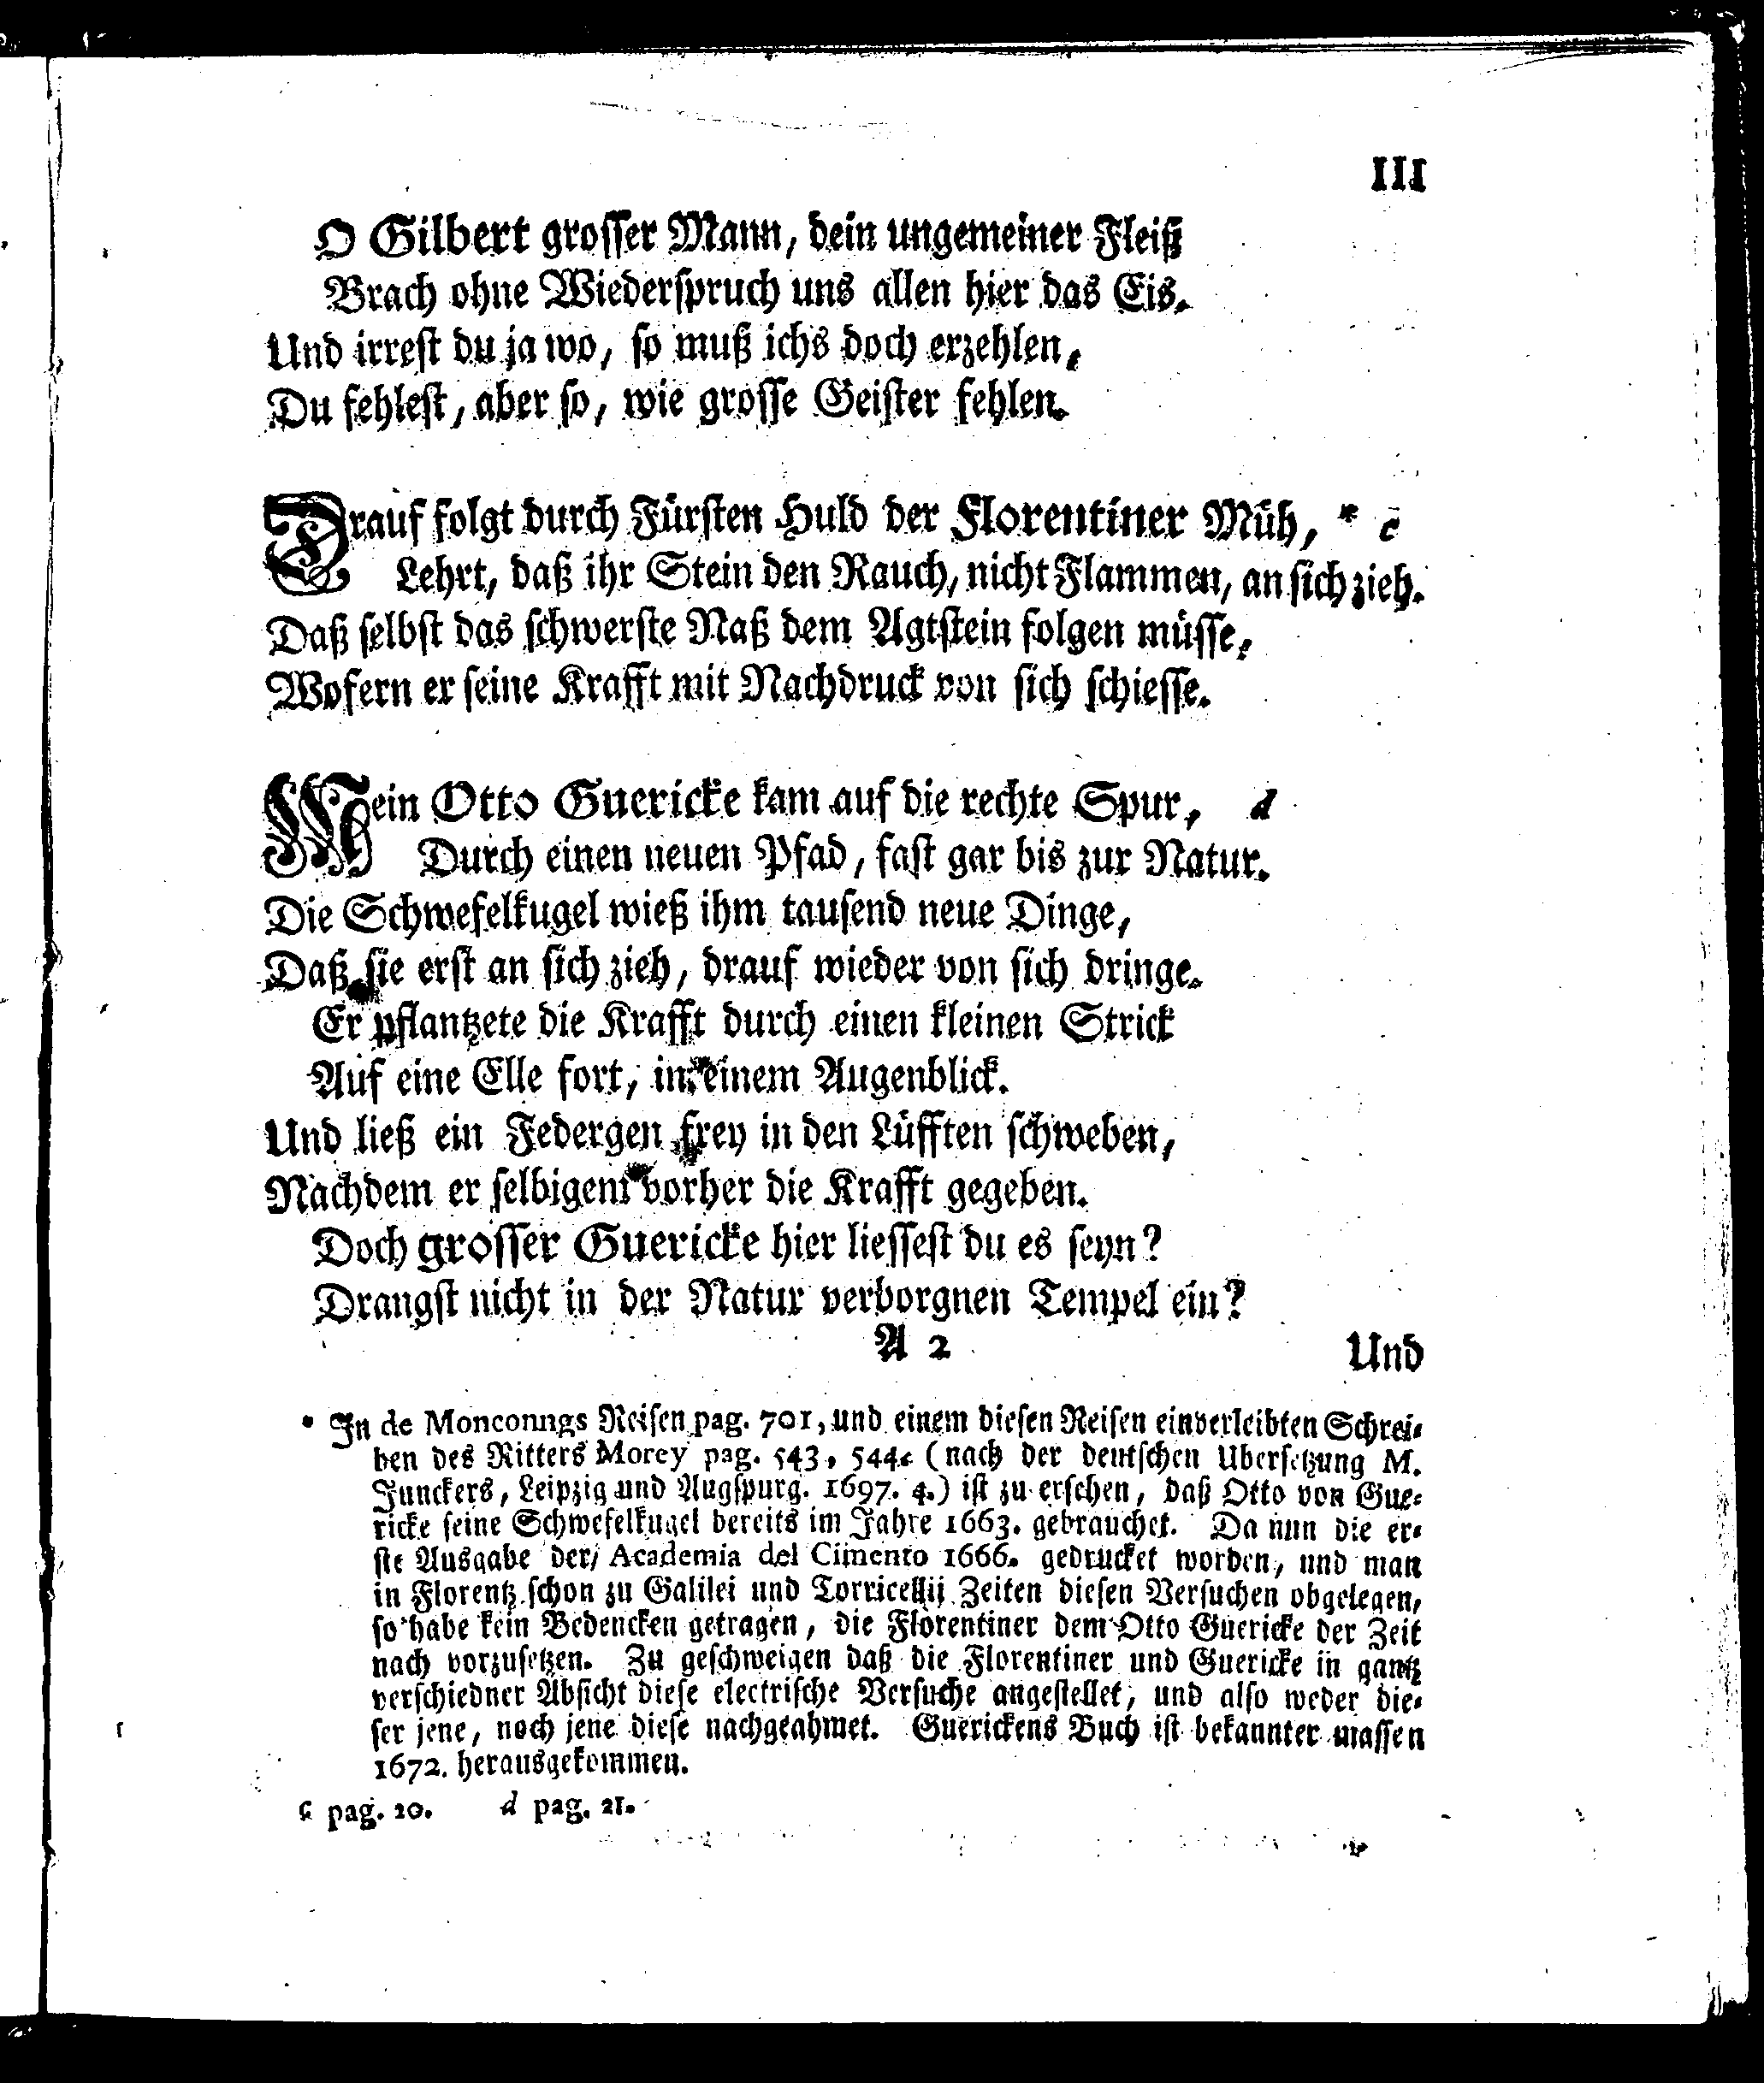 III
O Gilbert grosser Mann, dein ungemeiner Fleiß
Brach ohne Wiederspruch uns allen hier das Eis.
Und irrest du ja wo, so muß ichs doch erzehlen,
Du fehlest, aber so, wie grosse Geister fehlen.
Drauf folgt durch Fürsten Huld der Florentiner Müh, * c
Lehrt, daß ihr Stein den Rauch, nicht Flammen, an sich zieh.
Daß selbst das schwerste Naß dem Agtstein folgen müsse,
Wofern er seine Krafft mit Nachdruck von sich schiesse.
Mein Otto Guericke kam auf die rechte Spur, d
Durch einen neuen Pfad, fast gar bis zur Natur.
Die Schwefelkugel wieß ihm tausend neue Dinge,
Daß sie erst an sich zieh, drauf wieder von sich dringe.
Er pflantzete die Krafft durch einen kleinen Strick
Auf eine Elle fort, in einem Augenblick.
Und ließ ein Federgen frey in den Lüfften schweben,
Nachdem er selbigem vorher die Krafft gegeben.
Doch grosser Guericke hier liessest du es seyn?
Drangst nicht in der Natur verborgnen Tempel ein?
A 2
Und
* In de Monconngs Reisen pag. 701, und einem diesen Reisen einverleibten Schrei-
ben des Ritters Morey pag. 543, 544. (nach der deutschen Ubersetzung M.
Junckers, Leipzig und Augspurg. 1697. 4.) ist zu ersehen, daß Otto von Gue-
ricke seine Schwefelkugel bereits im Jahre 1663. gebrauchet. Da nun die er-
ste Ausgabe der Academia del Cimento 1666. gedrucket worden, und man
in Florentz schon zu Galilei und Torricellij Zeiten diesen Versuchen obgelegen,
so habe kein Bedencken getragen, die Florentiner dem Otto Guericke der Zeit
nach vorzusetzen. Zu geschweigen daß die Florentiner und Guericke in gantz
verschiedner Absicht diese electrische Versuche angestellet, und also weder die-
ser jene, noch jene diese nachgeahmet. Guerickens Buch ist bekannter massen
1672. herausgekommen.
c pag. 20. d pag. 21.